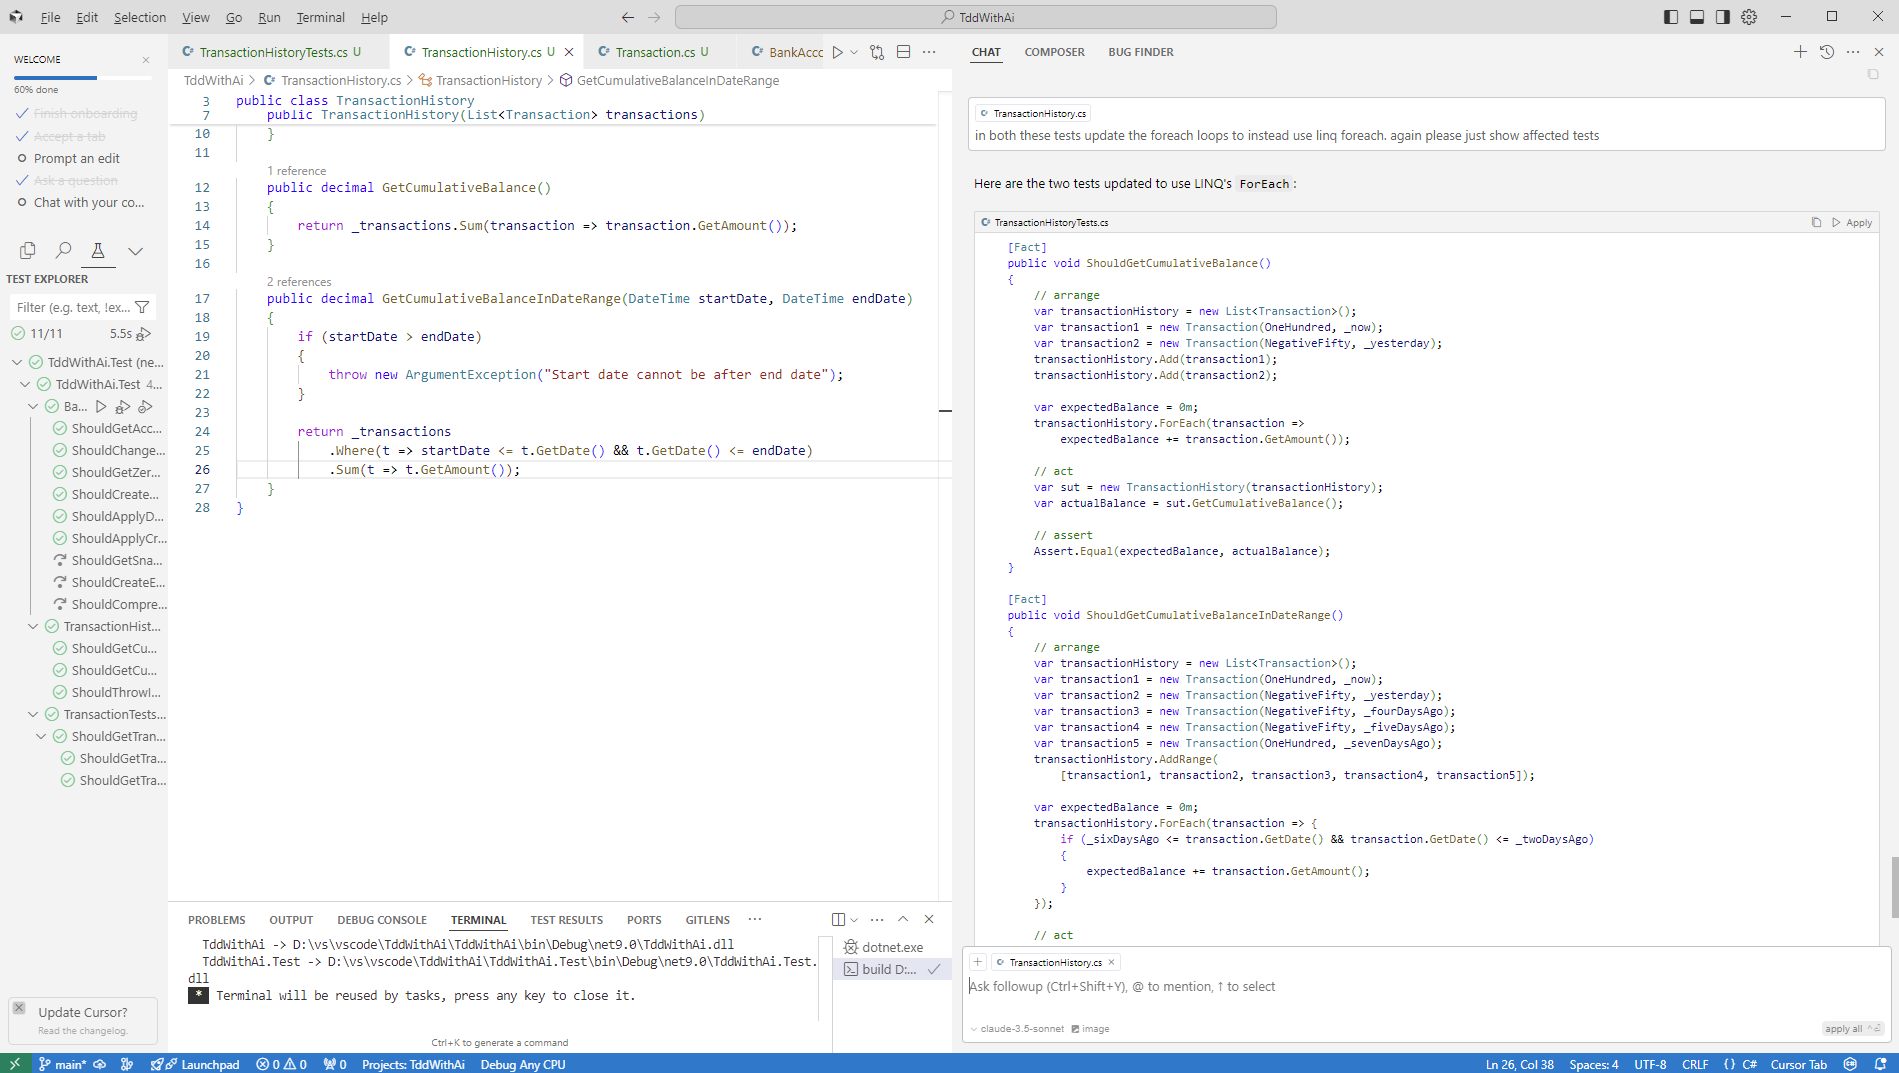 File Edit Selection View Go Run Terminal Help
TddWithAi
WELCOME
60% done
Finish onboarding
Accept a tab
Prompt an edit
Ask a question
Chat with your co...
TEST EXPLORER
Filter (e.g. text, !ex...
11/11 5.5s
TddWithAi.Test (ne...
TddWithAi.Test 4...
Ba...
ShouldGetAcc...
ShouldChange...
ShouldGetZer...
ShouldCreate...
ShouldApplyD...
ShouldApplyCr...
ShouldGetSna...
ShouldCreateE...
ShouldCompre...
TransactionHist...
ShouldGetCu...
ShouldGetCu...
ShouldThrowI...
TransactionTests...
ShouldGetTran...
ShouldGetTra...
ShouldGetTra...
Update Cursor?
Read the changelog.
TransactionHistoryTests.cs U TransactionHistory.cs U Transaction.cs U BankAccc
TddWithAi > TransactionHistory.cs > TransactionHistory > GetCumulativeBalanceInDateRange
3 public class TransactionHistory
7 public TransactionHistory(List<Transaction> transactions)
10 }
11
1 reference
12 public decimal GetCumulativeBalance()
13 {
14 return _transactions.Sum(transaction => transaction.GetAmount());
15 }
16
2 references
17 public decimal GetCumulativeBalanceInDateRange(DateTime startDate, DateTime endDate)
18 {
19 if (startDate > endDate)
20 {
21 throw new ArgumentException("Start date cannot be after end date");
22 }
23
24 return _transactions
25 .Where(t => startDate <= t.GetDate() && t.GetDate() <= endDate)
26 .Sum(t => t.GetAmount());
27 }
28 }
PROBLEMS OUTPUT DEBUG CONSOLE TERMINAL TEST RESULTS PORTS GITLENS
TddWithAi -> D:\vs\vscode\TddWithAi\TddWithAi\bin\Debug\net9.0\TddWithAi.dll
TddWithAi.Test -> D:\vs\vscode\TddWithAi\TddWithAi.Test\bin\Debug\net9.0\TddWithAi.Test.
dll
* Terminal will be reused by tasks, press any key to close it.
Ctrl+K to generate a command
dotnet.exe
build D:...
CHAT COMPOSER BUG FINDER
TransactionHistory.cs
in both these tests update the foreach loops to instead use linq foreach. again please just show affected tests
Here are the two tests updated to use LINQ's ForEach :
TransactionHistoryTests.cs Apply
[Fact]
public void ShouldGetCumulativeBalance()
{
// arrange
var transactionHistory = new List<Transaction>();
var transaction1 = new Transaction(OneHundred, _now);
var transaction2 = new Transaction(NegativeFifty, _yesterday);
transactionHistory.Add(transaction1);
transactionHistory.Add(transaction2);
var expectedBalance = 0m;
transactionHistory.ForEach(transaction =>
expectedBalance += transaction.GetAmount());
// act
var sut = new TransactionHistory(transactionHistory);
var actualBalance = sut.GetCumulativeBalance();
// assert
Assert.Equal(expectedBalance, actualBalance);
}
[Fact]
public void ShouldGetCumulativeBalanceInDateRange()
{
// arrange
var transactionHistory = new List<Transaction>();
var transaction1 = new Transaction(OneHundred, _now);
var transaction2 = new Transaction(NegativeFifty, _yesterday);
var transaction3 = new Transaction(NegativeFifty, _fourDaysAgo);
var transaction4 = new Transaction(NegativeFifty, _fiveDaysAgo);
var transaction5 = new Transaction(OneHundred, _sevenDaysAgo);
transactionHistory.AddRange(
[transaction1, transaction2, transaction3, transaction4, transaction5]);
var expectedBalance = 0m;
transactionHistory.ForEach(transaction => {
if (_sixDaysAgo <= transaction.GetDate() && transaction.GetDate() <= _twoDaysAgo)
{
expectedBalance += transaction.GetAmount();
}
});
// act
TransactionHistory.cs
Ask followup (Ctrl+Shift+Y), @ to mention, ↑ to select
claude-3.5-sonnet image apply all
main* Launchpad 0 0 0 Projects: TddWithAi Debug Any CPU Ln 26, Col 38 Spaces: 4 UTF-8 CRLF {} C# Cursor Tab